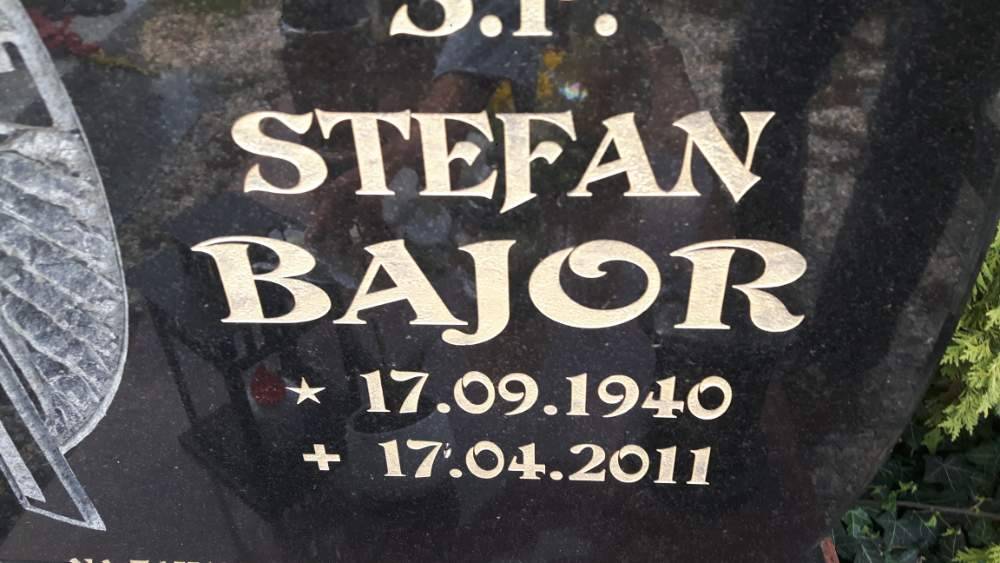 Ś.P.
STEFAN
BAJOR
★ 17.09.1940
+ 17.04.2011